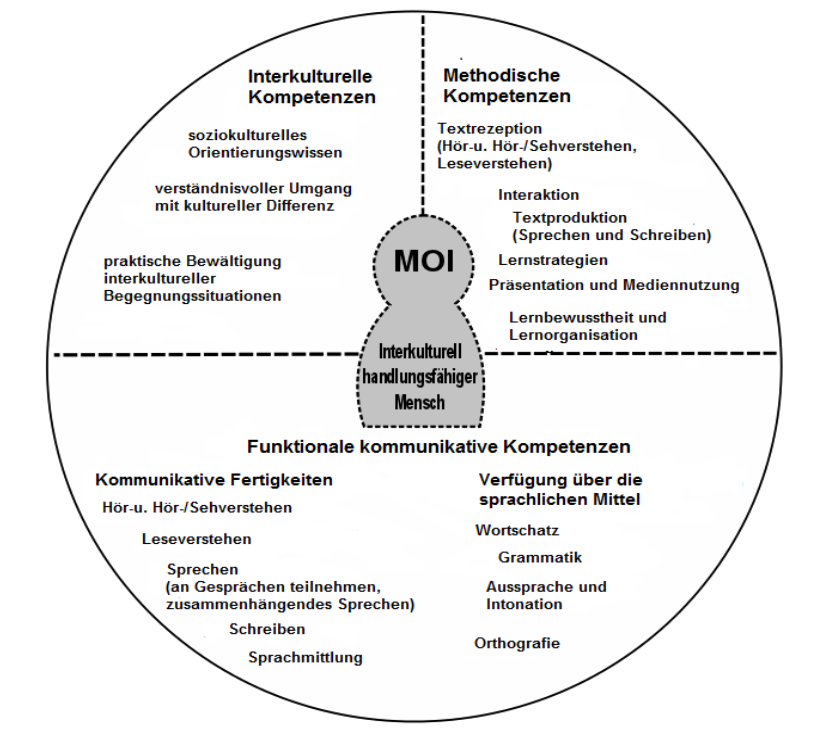 Interkulturelle
Kompetenzen
soziokulturelles
Orientierungswissen
verständnisvoller Umgang
mit kultureller Differenz
praktische Bewältigung
interkultureller
Begegnungssituationen
Methodische
Kompetenzen
Textrezeption
(Hör-u. Hör-/Sehverstehen,
Leseverstehen)
Interaktion
Textproduktion
(Sprechen und Schreiben)
Lernstrategien
Präsentation und Mediennutzung
Lernbewusstheit und
Lernorganisation
MOI
Interkulturell
handlungsfähiger
Mensch
Funktionale kommunikative Kompetenzen
Kommunikative Fertigkeiten
Hör-u. Hör-/Sehverstehen
Leseverstehen
Sprechen
(an Gesprächen teilnehmen,
zusammenhängendes Sprechen)
Schreiben
Sprachmittlung
Verfügung über die
sprachlichen Mittel
Wortschatz
Grammatik
Aussprache und
Intonation
Orthografie